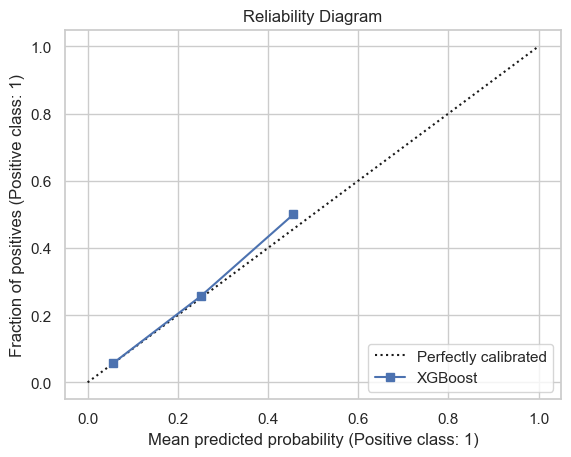 Reliability Diagram
Fraction of positives (Positive class: 1)
1.0
0.8
0.6
0.4
0.2
0.0
Perfectly calibrated
XGBoost
0.0 0.2 0.4 0.6 0.8 1.0
Mean predicted probability (Positive class: 1)